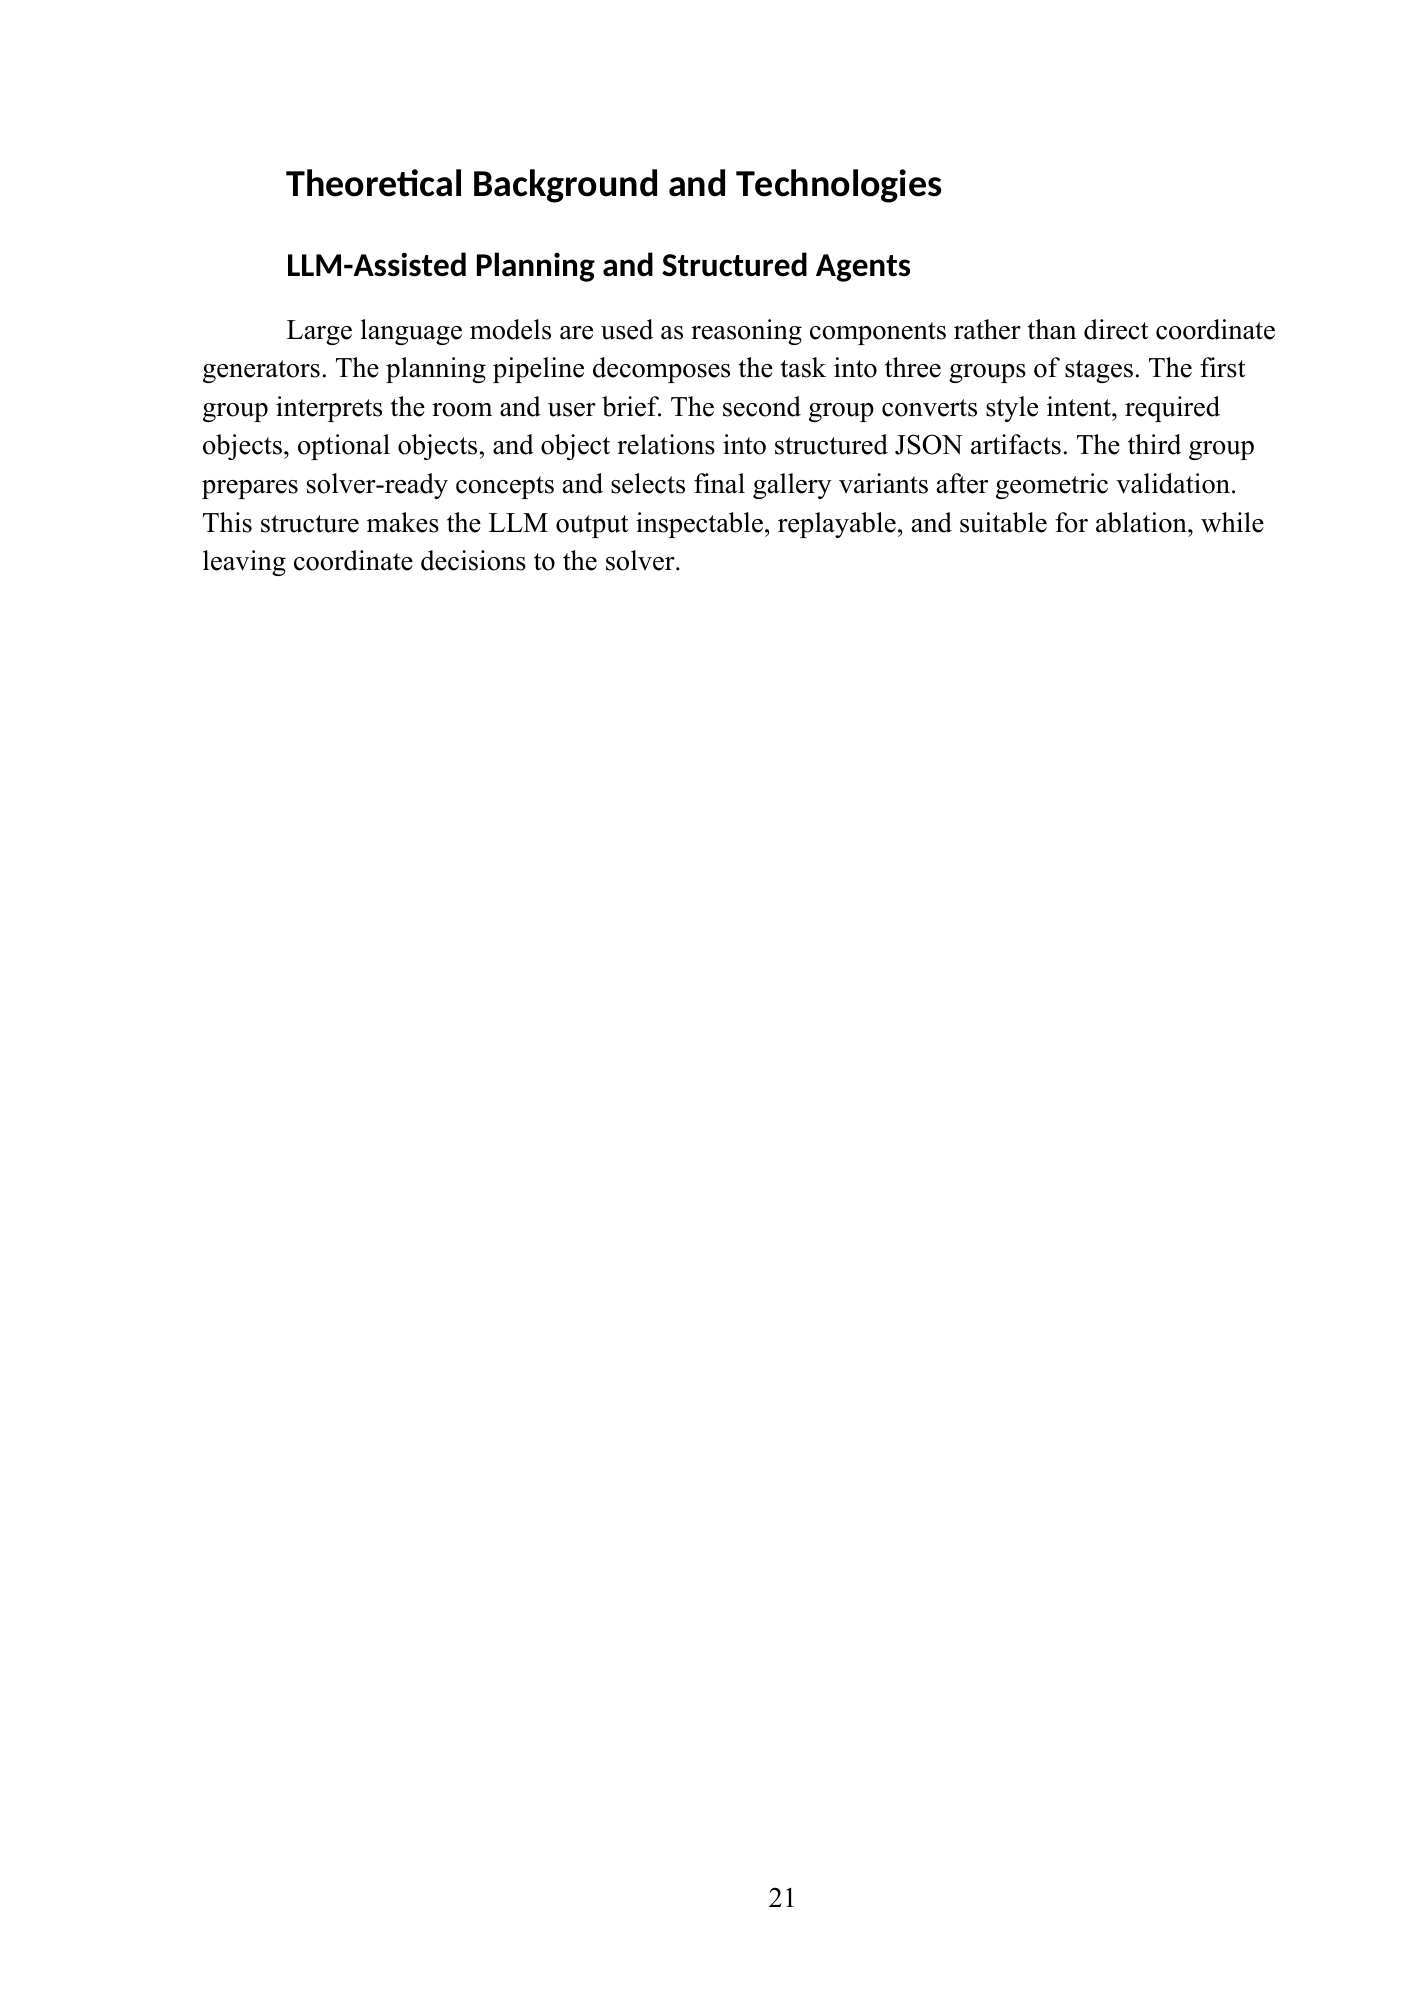 Theoretical Background and Technologies
LLM-Assisted Planning and Structured Agents
Large language models are used as reasoning components rather than direct coordinate
generators. The planning pipeline decomposes the task into three groups of stages. The first
group interprets the room and user brief. The second group converts style intent, required
objects, optional objects, and object relations into structured JSON artifacts. The third group
prepares solver-ready concepts and selects final gallery variants after geometric validation.
This structure makes the LLM output inspectable, replayable, and suitable for ablation, while
leaving coordinate decisions to the solver.
21